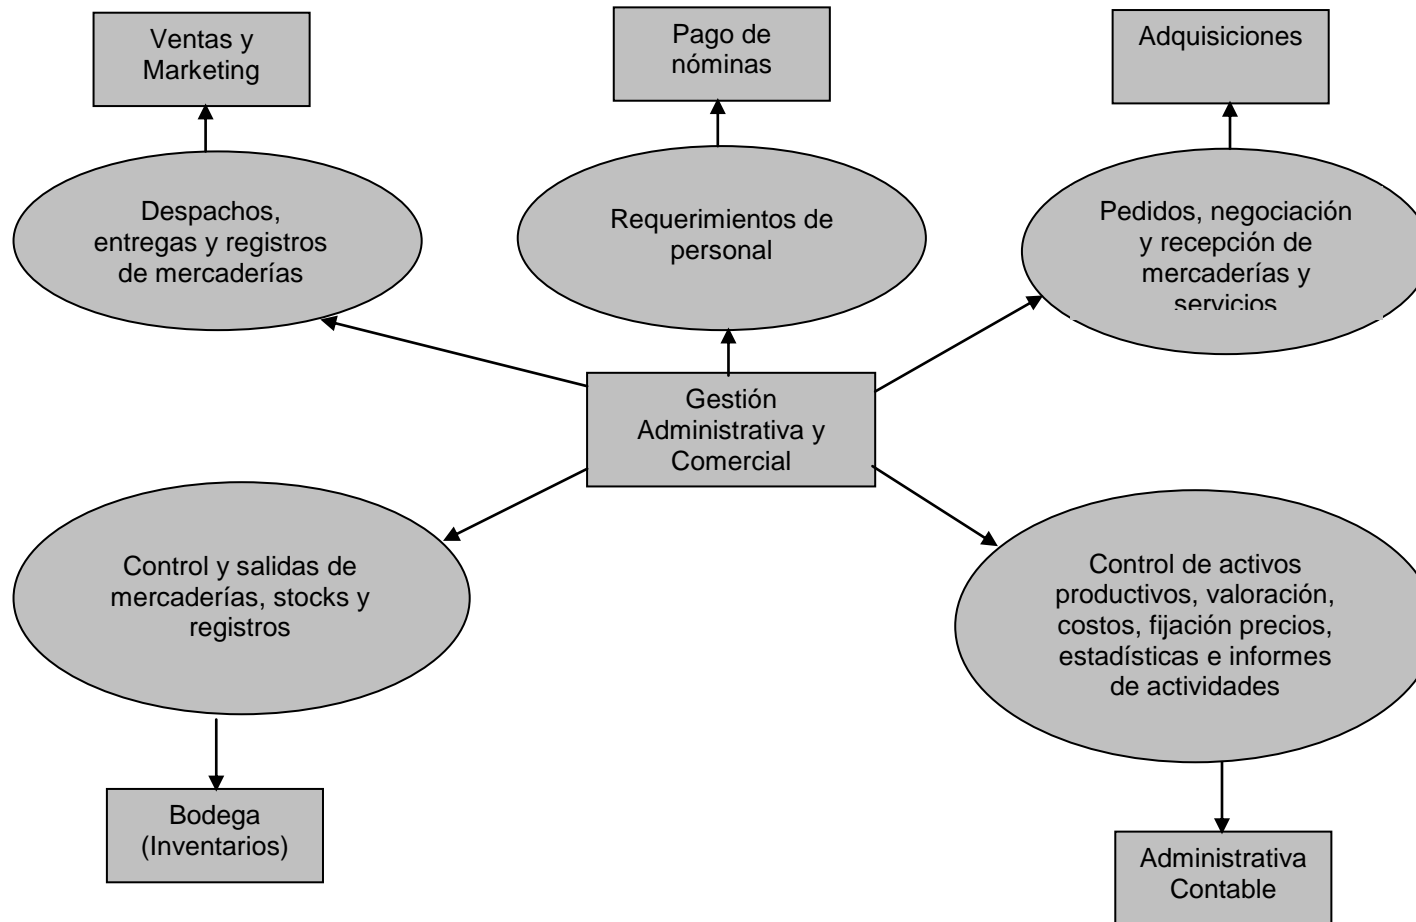 Ventas y
Marketing
Pago de
nóminas
Adquisiciones
Despachos,
entregas y registros
de mercaderías
Requerimientos de
personal
Pedidos, negociación
y recepción de
mercaderías y
servicios
Gestión
Administrativa y
Comercial
Control y salidas de
mercaderías, stocks y
registros
Control de activos
productivos, valoración,
costos, fijación precios,
estadísticas e informes
de actividades
Bodega
(Inventarios)
Administrativa
Contable